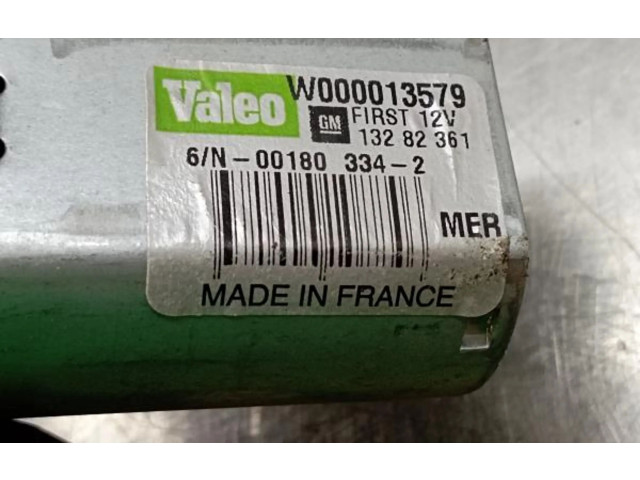 Valeo W000013579
GM FIRST 12V
132 82 361
6/N-00180 334-2
MER
MADE IN FRANCE